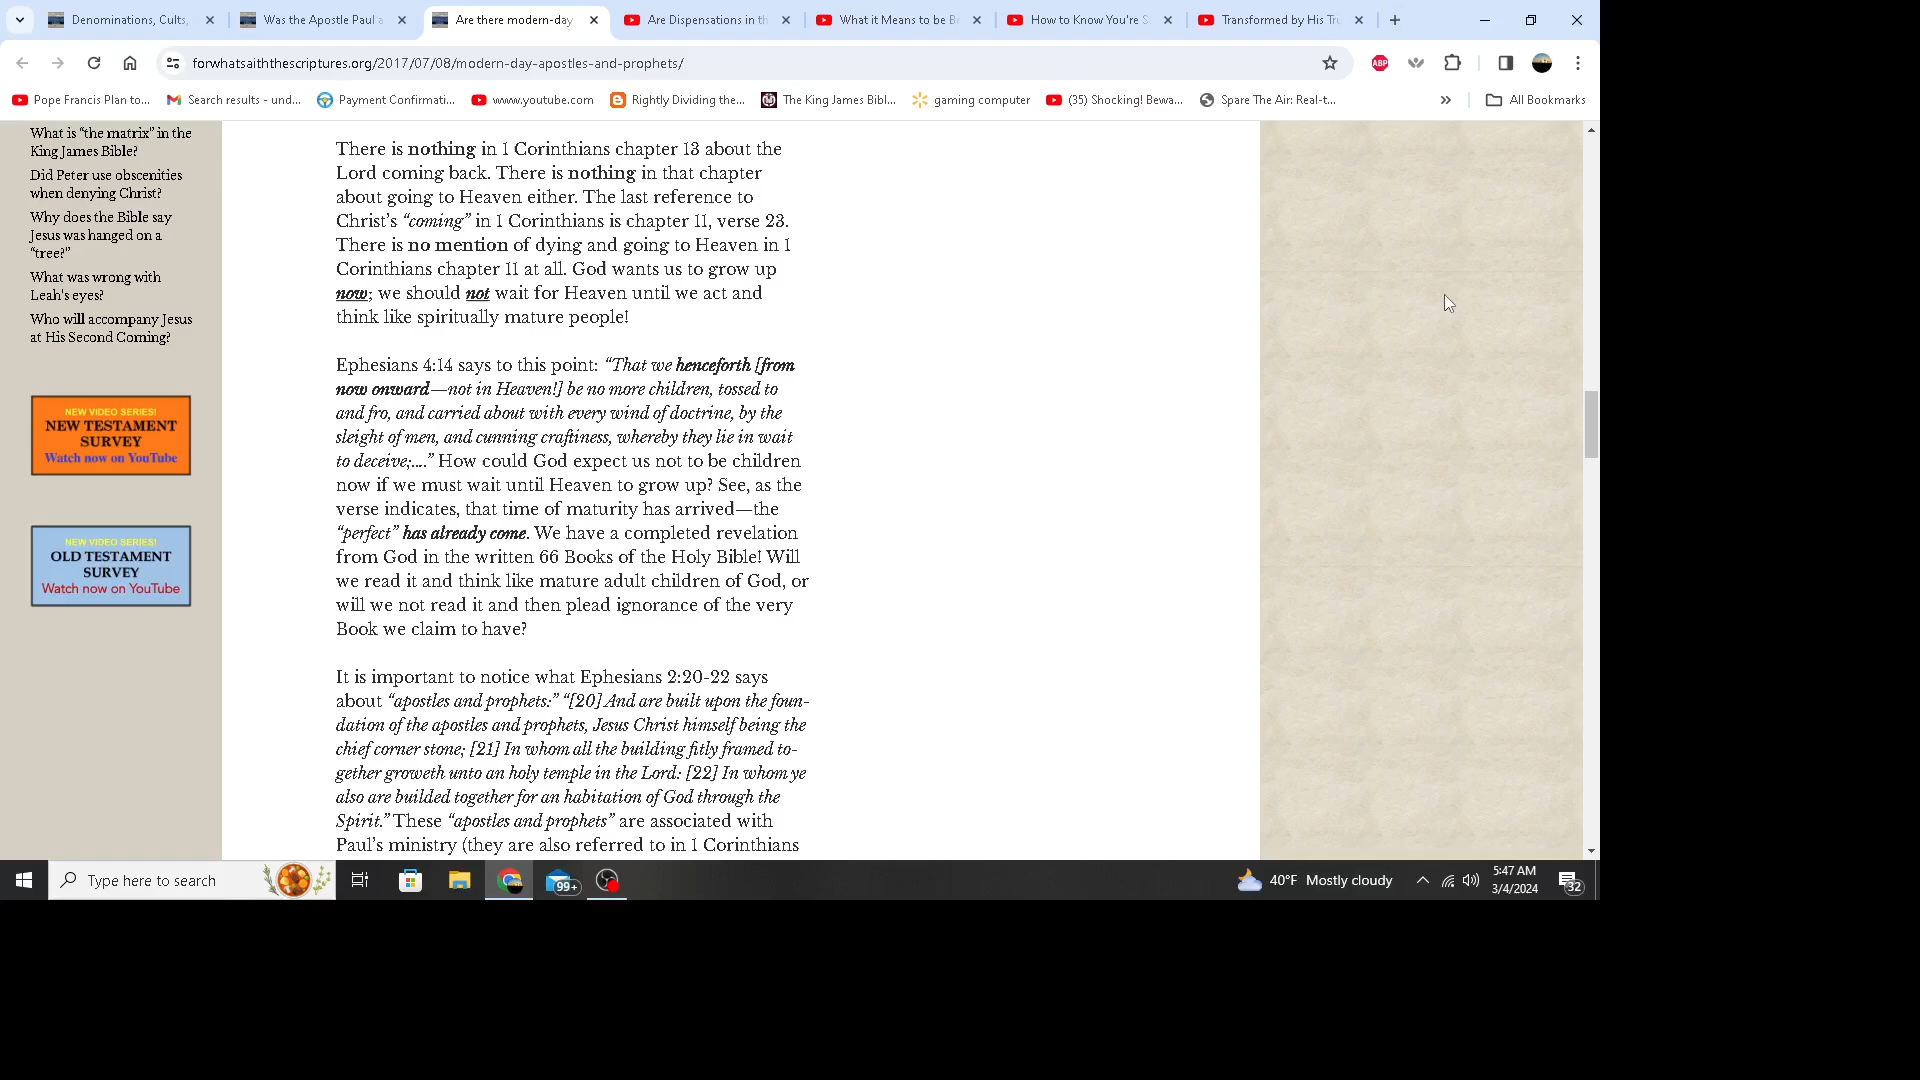 Denominations, Cults,
Was the Apostle Paul a
Are there modern-day
Are Dispensations in th
What it Means to be Be
How to Know You're S
Transformed by His Tru
forwhatsaiththescriptures.org/2017/07/08/modern-day-apostles-and-prophets/
ABP
Pope Francis Plan to...
Search results - und...
Payment Confirmati...
www.youtube.com
Rightly Dividing the...
The King James Bibl...
gaming computer
(35) Shocking! Bewa...
Spare The Air: Real-t...
»
All Bookmarks
What is “the matrix” in the
King James Bible?
Did Peter use obscenities
when denying Christ?
Why does the Bible say
Jesus was hanged on a
“tree?”
What was wrong with
Leah's eyes?
Who will accompany Jesus
at His Second Coming?
NEW VIDEO SERIES!
NEW TESTAMENT
SURVEY
Watch now on YouTube
NEW VIDEO SERIES!
OLD TESTAMENT
SURVEY
Watch now on YouTube
There is nothing in 1 Corinthians chapter 13 about the
Lord coming back. There is nothing in that chapter
about going to Heaven either. The last reference to
Christ’s “coming” in 1 Corinthians is chapter 11, verse 23.
There is no mention of dying and going to Heaven in 1
Corinthians chapter 11 at all. God wants us to grow up
now; we should not wait for Heaven until we act and
think like spiritually mature people!
Ephesians 4:14 says to this point: “That we henceforth [from
now onward—not in Heaven!] be no more children, tossed to
and fro, and carried about with every wind of doctrine, by the
sleight of men, and cunning craftiness, whereby they lie in wait
to deceive;….” How could God expect us not to be children
now if we must wait until Heaven to grow up? See, as the
verse indicates, that time of maturity has arrived—the
“perfect” has already come. We have a completed revelation
from God in the written 66 Books of the Holy Bible! Will
we read it and think like mature adult children of God, or
will we not read it and then plead ignorance of the very
Book we claim to have?
It is important to notice what Ephesians 2:20-22 says
about “apostles and prophets:” “[20] And are built upon the foun-
dation of the apostles and prophets, Jesus Christ himself being the
chief corner stone; [21] In whom all the building fitly framed to-
gether groweth unto an holy temple in the Lord: [22] In whom ye
also are builded together for an habitation of God through the
Spirit.” These “apostles and prophets” are associated with
Paul’s ministry (they are also referred to in 1 Corinthians
Type here to search
99+
40°F Mostly cloudy
5:47 AM
3/4/2024
32